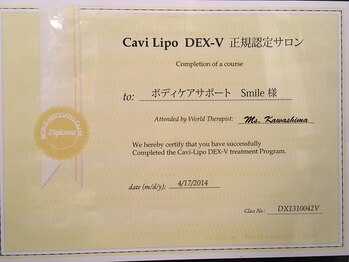 Cavi Lipo DEX-V 正規認定サロン
Completion of a course
to: ボディケアサポート Smile 様
Attended by World Therapist: Ms. Kawashima
We hereby certify that you have successfully
Completed the Cavi-Lipo DEX-V treatment Program.
date (m/d/y): 4/17/2014
Class No: DX1310042V
Diploma